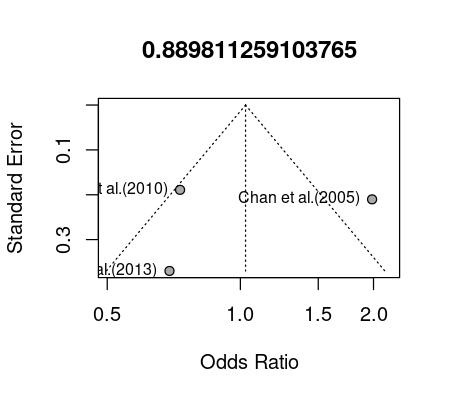 0.889811259103765
Standard Error
0.1
0.3
t al.(2010)
Chan et al.(2005)
al.(2013)
0.5
1.0
1.5
2.0
Odds Ratio